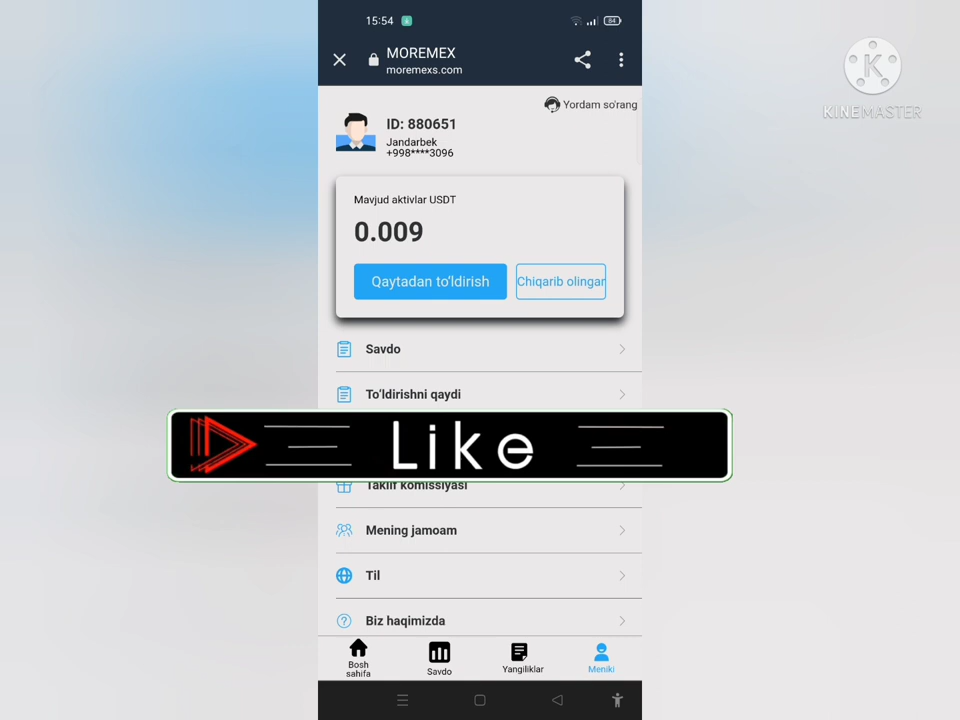 15:54
84
MOREMEX
moremexs.com
Yordam so'rang
ID: 880651
Jandarbek
+998****3096
K
KINEMASTER
Mavjud aktivlar USDT
0.009
Qaytadan to'ldirish
Chiqarib olingan
Savdo
To'ldirishni qaydi
Like
Taklif komissiyasi
Mening jamoam
Til
Biz haqimizda
Bosh sahifa
Savdo
Yangiliklar
Meniki